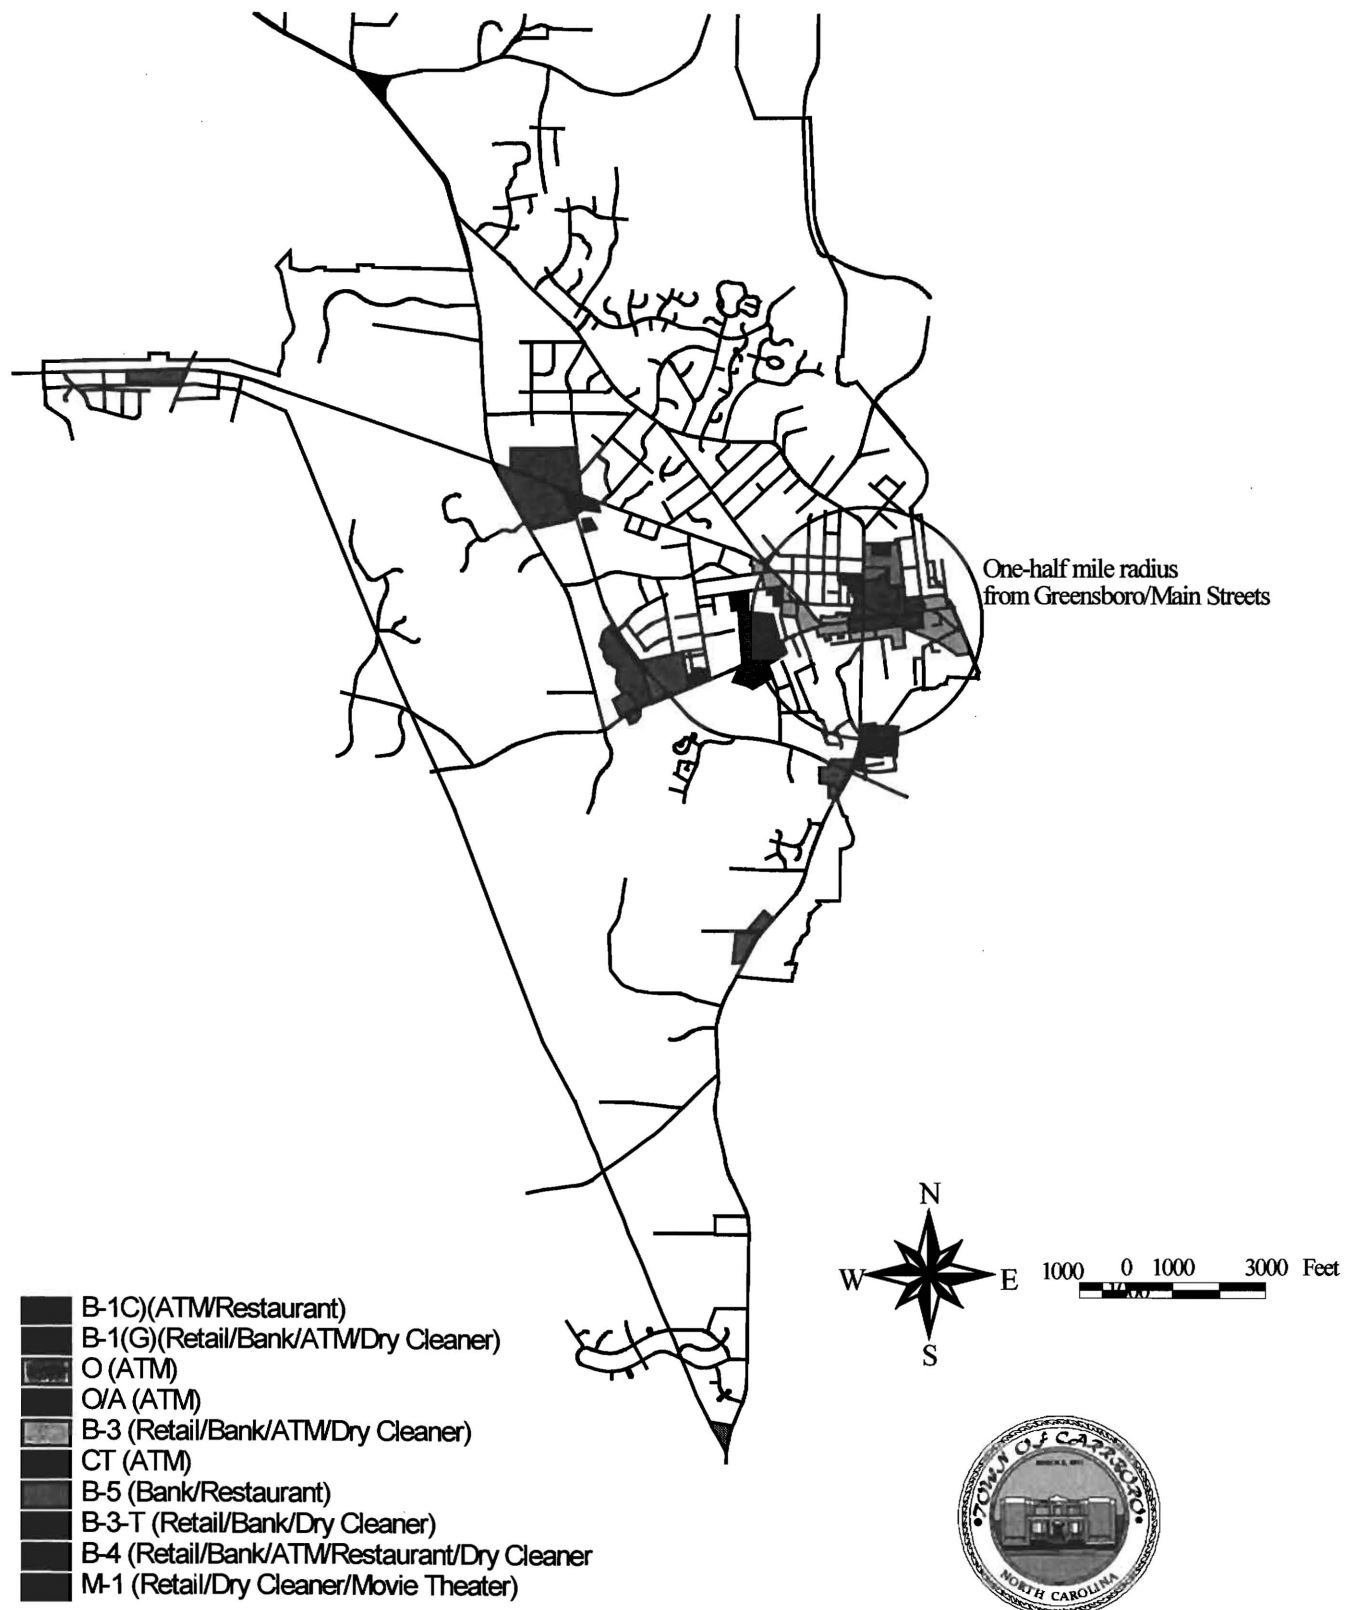 One-half mile radius
from Greensboro/Main Streets
N
W E
S
1000 0 1000 3000 Feet
B-1C)(ATM/Restaurant)
B-1(G)(Retail/Bank/ATM/Dry Cleaner)
O (ATM)
O/A (ATM)
B-3 (Retail/Bank/ATM/Dry Cleaner)
CT (ATM)
B-5 (Bank/Restaurant)
B-3-T (Retail/Bank/Dry Cleaner)
B-4 (Retail/Bank/ATM/Restaurant/Dry Cleaner
M-1 (Retail/Dry Cleaner/Movie Theater)
TOWN OF CARRBORO
NORTH CAROLINA